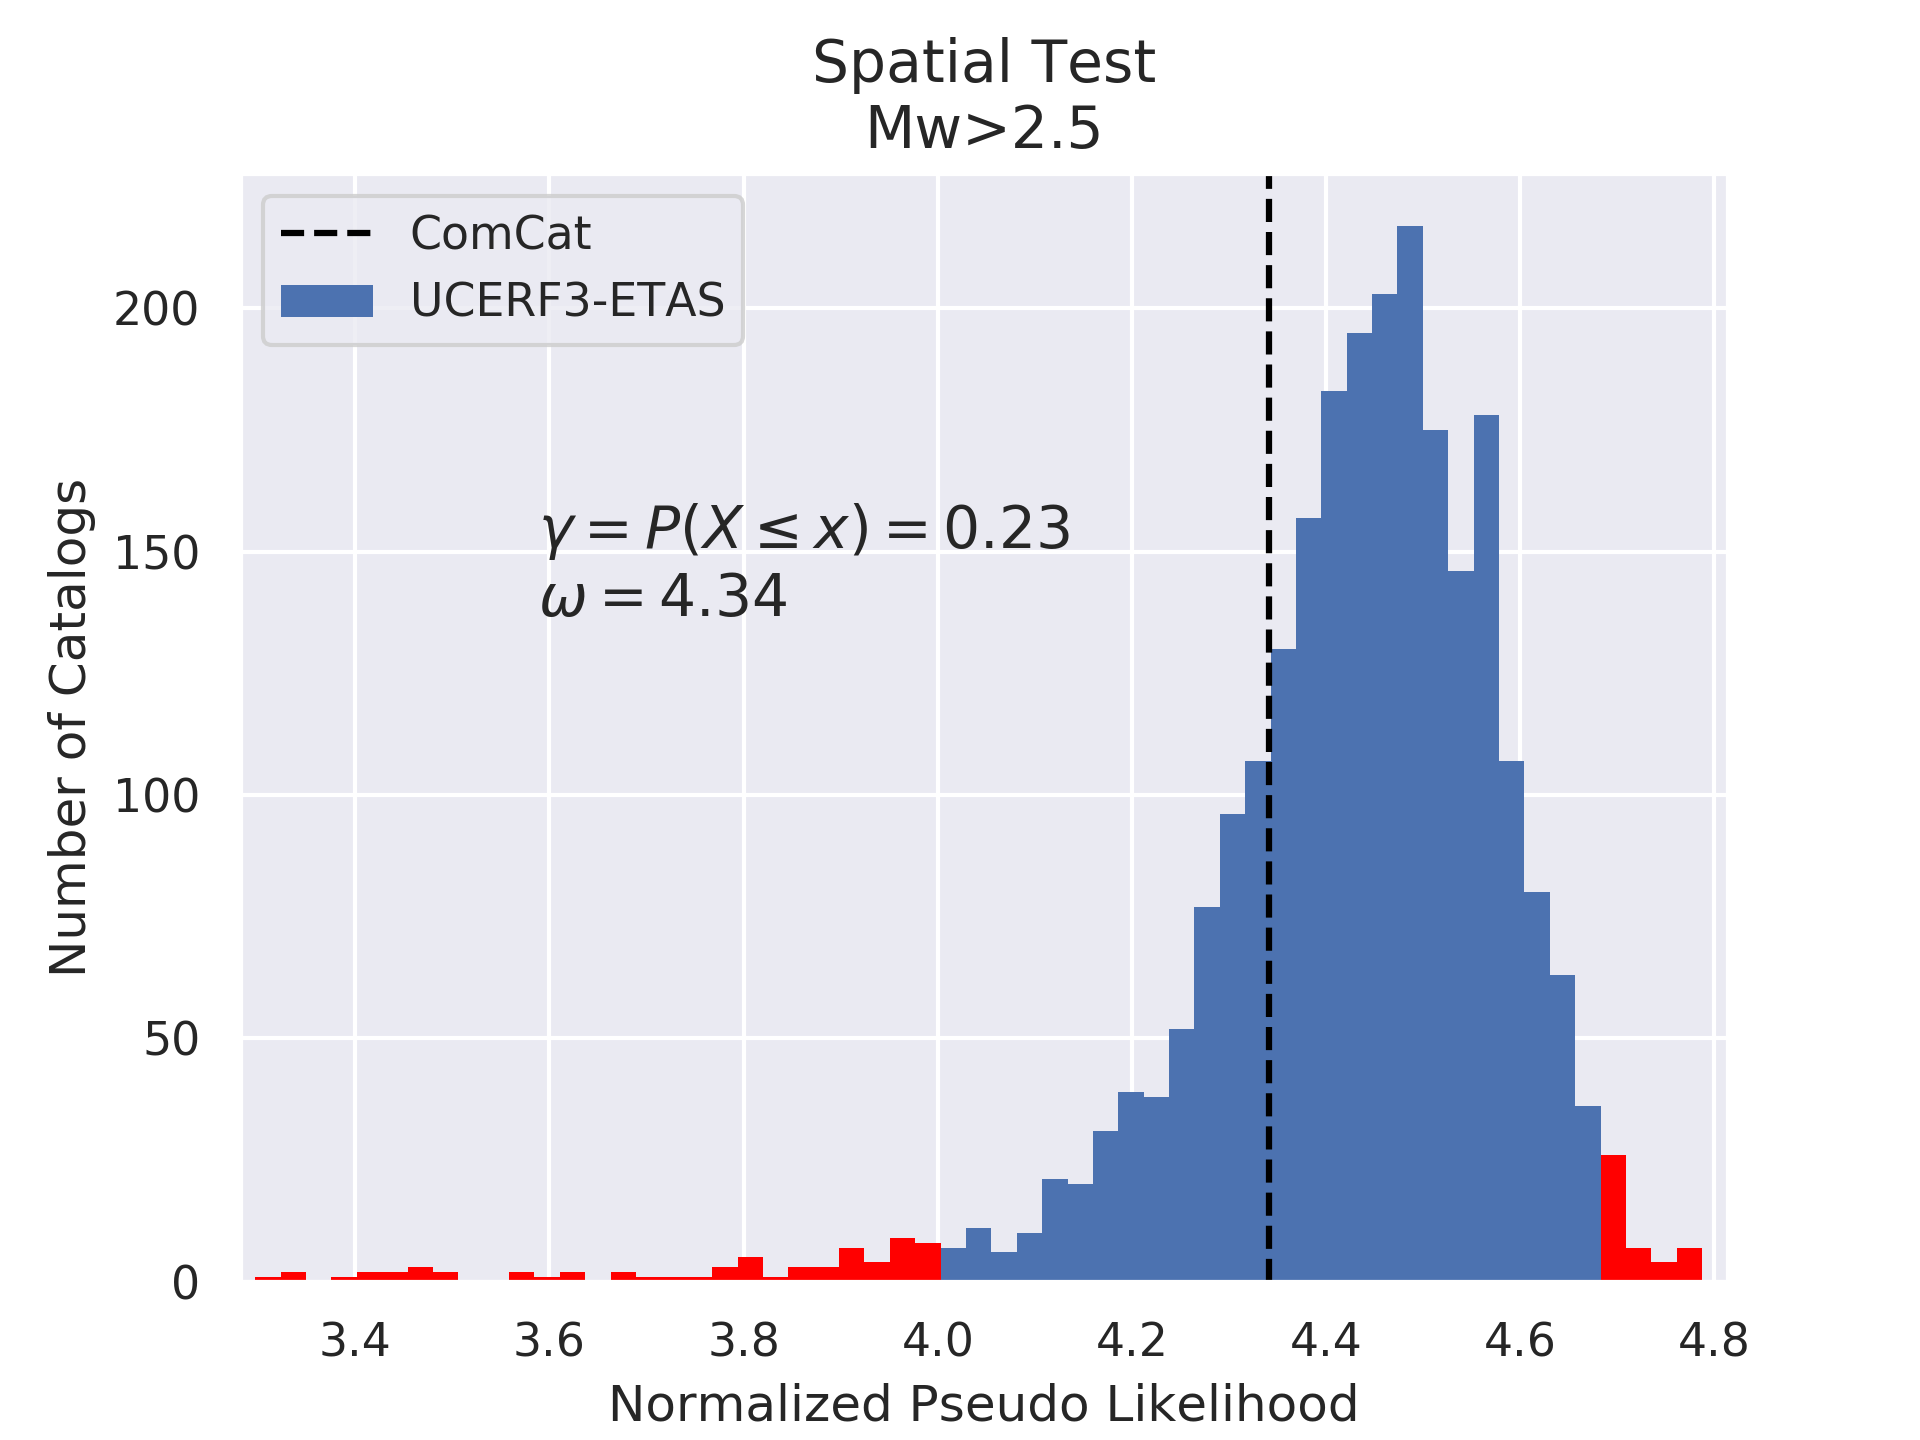 Spatial Test
Mw>2.5
ComCat
UCERF3-ETAS
γ = P(X ≤ x) = 0.23
ω = 4.34
Number of Catalogs
200
150
100
50
0
3.4 3.6 3.8 4.0 4.2 4.4 4.6 4.8
Normalized Pseudo Likelihood